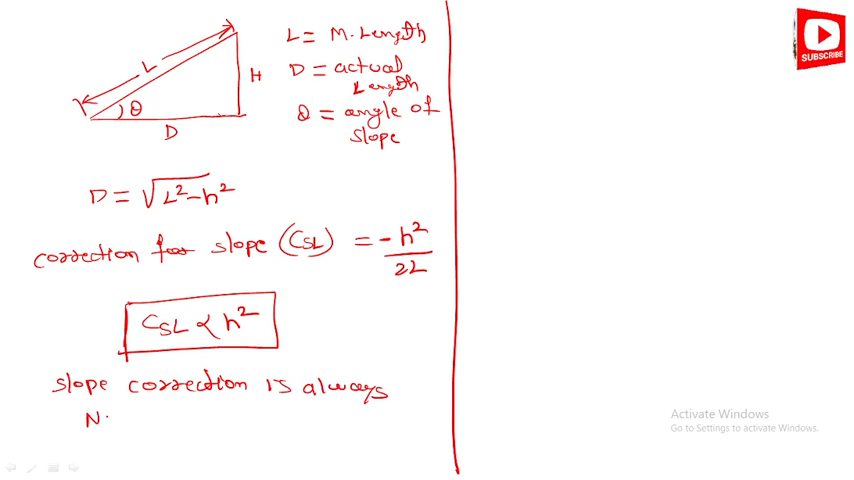 L
H
θ
D
L = M. Length
D = actual
Length
θ = angle of
slope
D = √L²-h²
correction for slope (CSL) = -h²/2L
CSL ∝ h²
slope correction is always
N.
SUBSCRIBE
Activate Windows
Go to Settings to activate Windows.